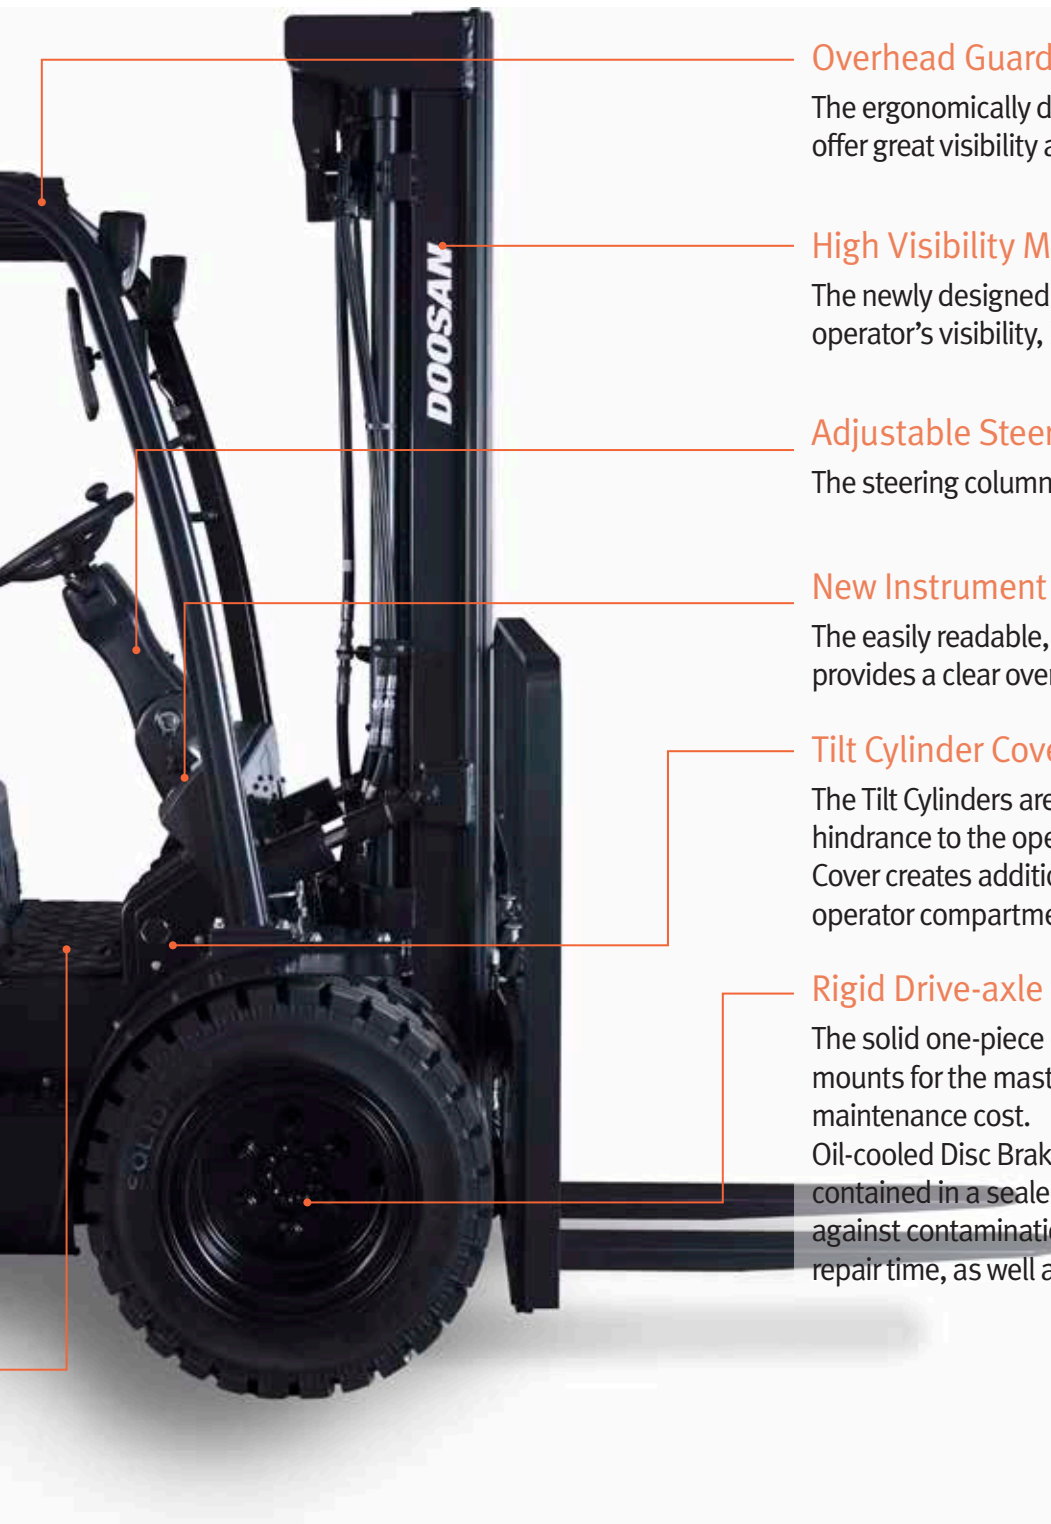 Overhead Guard
The ergonomically d
offer great visibility a
High Visibility M
The newly designed
operator's visibility,
Adjustable Steer
The steering column
New Instrument
The easily readable,
provides a clear over
Tilt Cylinder Cove
The Tilt Cylinders are
hindrance to the ope
Cover creates additio
operator compartme
Rigid Drive-axle
The solid one-piece
mounts for the mast
maintenance cost.
Oil-cooled Disc Brak
contained in a seale
against contaminatio
repair time, as well a
DOOSAN
SOLID